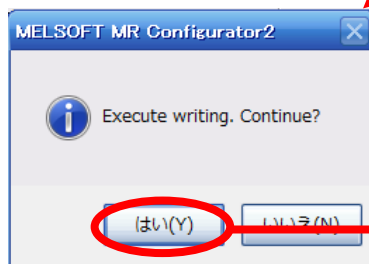 MELSOFT MR Configurator2
Execute writing. Continue?
はい(Y)
いいえ(N)